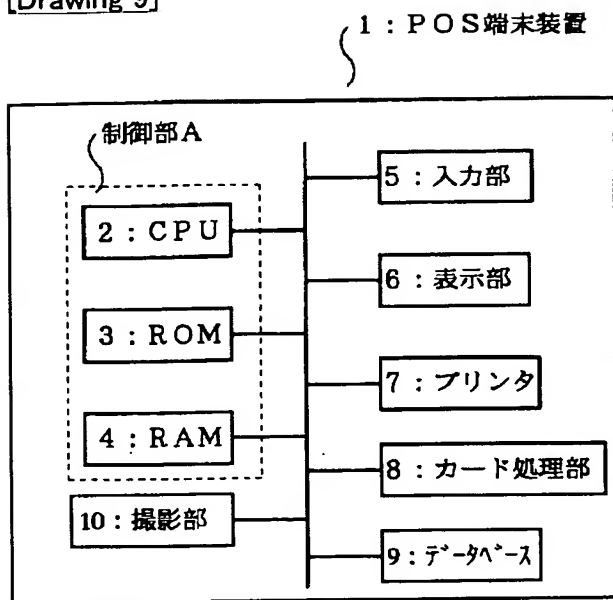 [Drawing 9]
1：POS端末装置
制御部A
2：CPU
3：ROM
4：RAM
10：撮影部
5：入力部
6：表示部
7：プリンタ
8：カード処理部
9：ﾃﾞｰﾀﾍﾞｰｽ